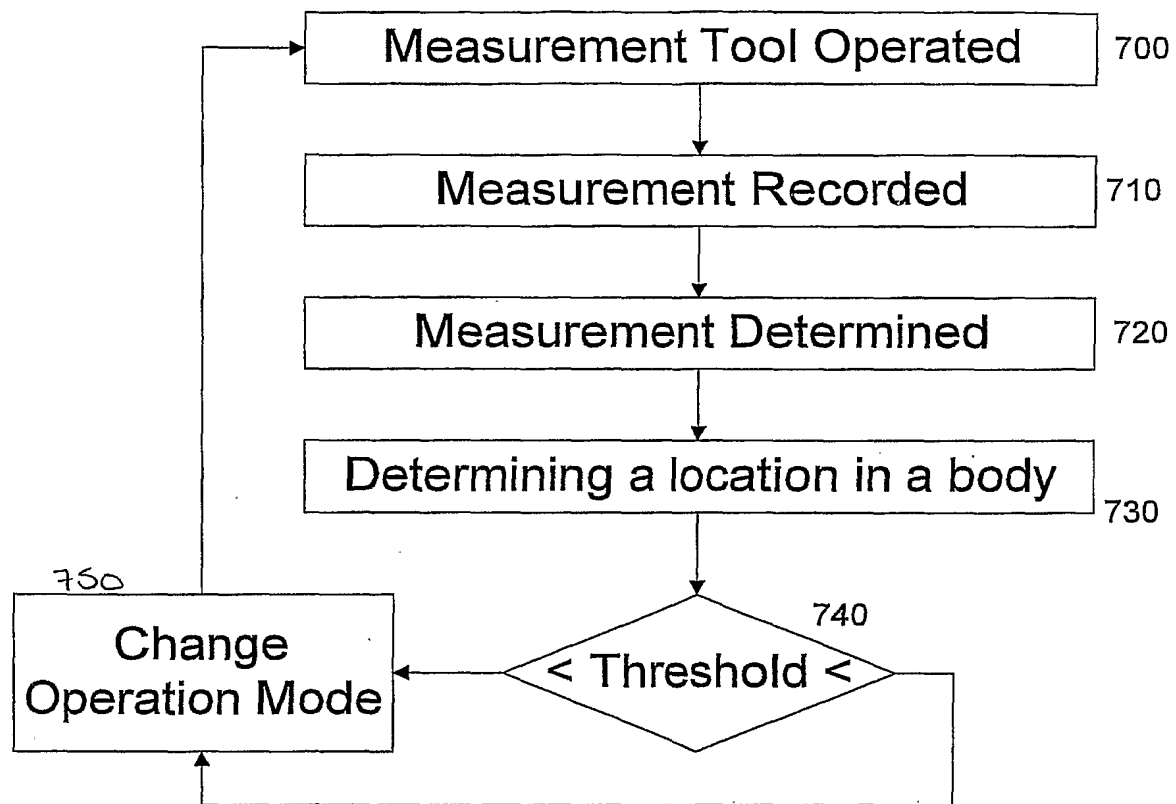 Measurement Tool Operated 700
Measurement Recorded 710
Measurement Determined 720
Determining a location in a body 730
750
Change
Operation Mode
740
< Threshold <